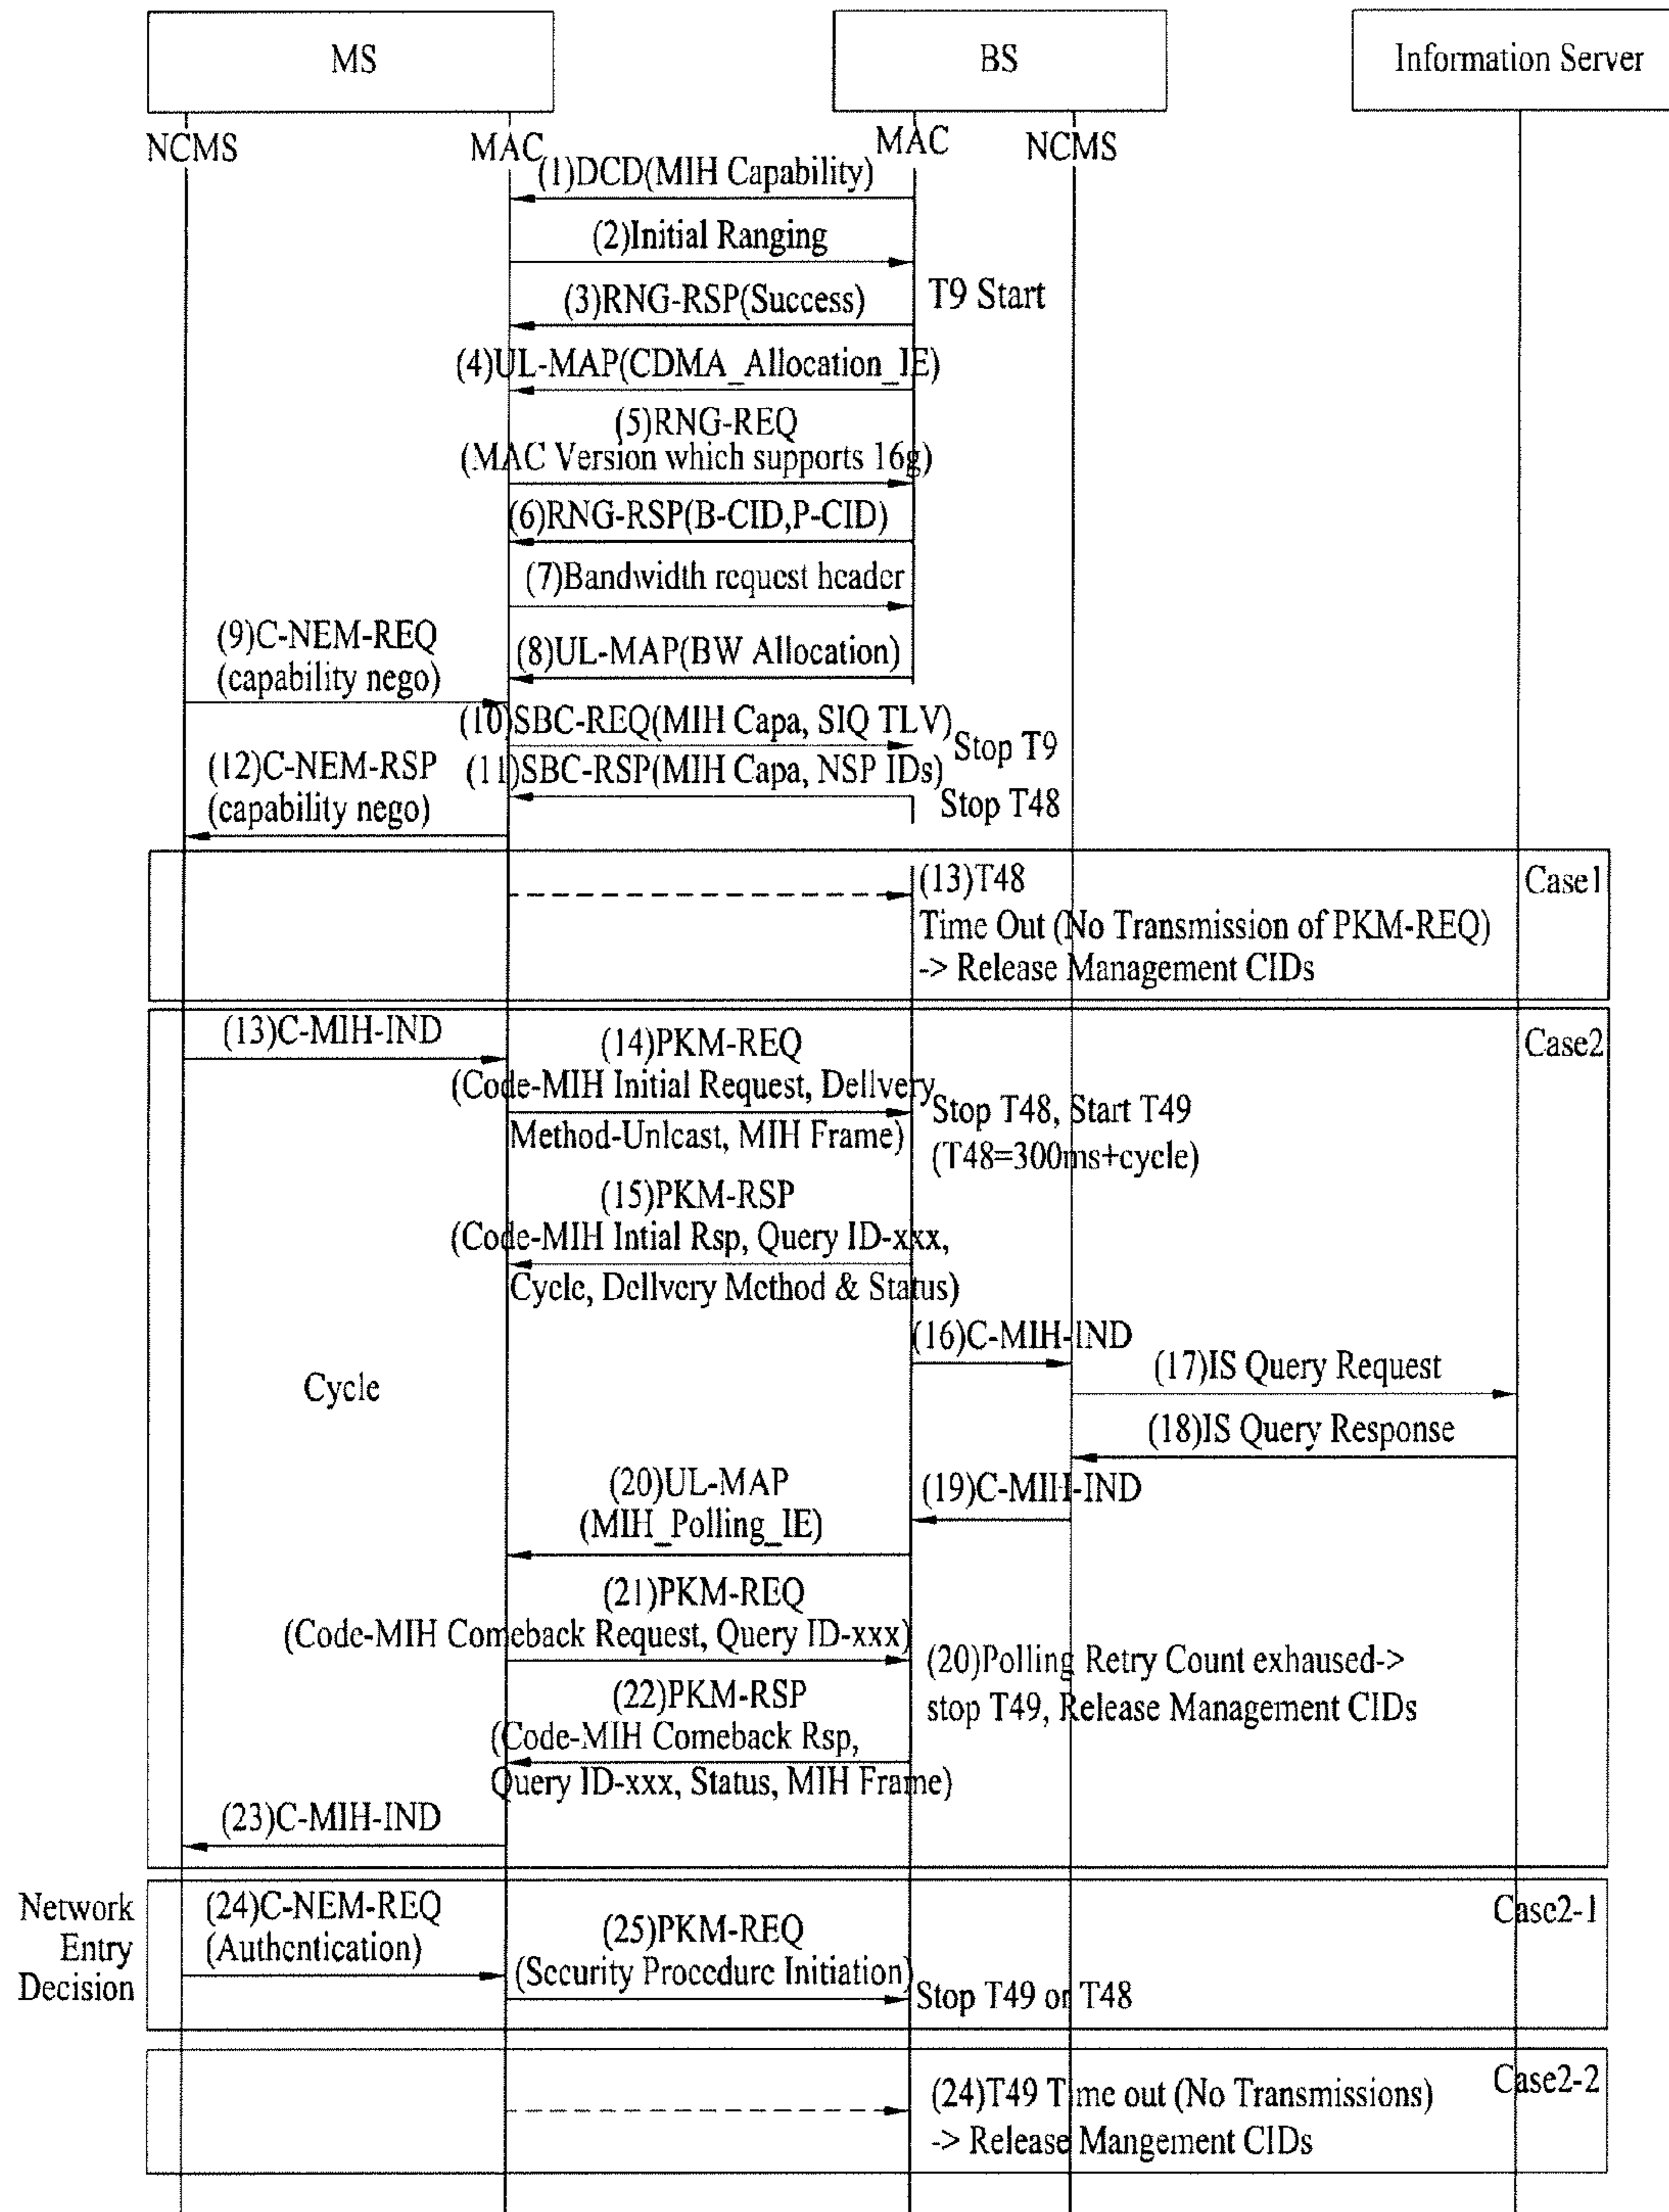 MS
BS
Information Server
NCMS
MAC
MAC
NCMS
(1)DCD(MIH Capability)
(2)Initial Ranging
(3)RNG-RSP(Success)
T9 Start
(4)UL-MAP(CDMA_Allocation_IE)
(5)RNG-REQ
(MAC Version which supports 16g)
(6)RNG-RSP(B-CID,P-CID)
(7)Bandwidth request header
(8)UL-MAP(BW Allocation)
(9)C-NEM-REQ
(capability nego)
(10)SBC-REQ(MIH Capa, SIQ TLV)
Stop T9
(11)SBC-RSP(MIH Capa, NSP IDs)
Stop T48
(12)C-NEM-RSP
(capability nego)
Case1
(13)T48
Time Out (No Transmission of PKM-REQ)
-> Release Management CIDs
Case2
(13)C-MIH-IND
(14)PKM-REQ
(Code-MIH Initial Request, Dellvery
Method-Unlcast, MIH Frame)
Stop T48, Start T49
(T48=300ms+cycle)
(15)PKM-RSP
(Code-MIH Intial Rsp, Query ID-xxx,
Cycle, Dellvery Method & Status)
(16)C-MIH-IND
(17)IS Query Request
Cycle
(18)IS Query Response
(19)C-MIH-IND
(20)UL-MAP
(MIH_Polling_IE)
(21)PKM-REQ
(Code-MIH Comeback Request, Query ID-xxx)
(20)Polling Retry Count exhaused->
stop T49, Release Management CIDs
(22)PKM-RSP
(Code-MIH Comeback Rsp,
Query ID-xxx, Status, MIH Frame)
(23)C-MIH-IND
Network
Entry
Decision
Case2-1
(24)C-NEM-REQ
(Authentication)
(25)PKM-REQ
(Security Procedure Initiation)
Stop T49 or T48
Case2-2
(24)T49 Time out (No Transmissions)
-> Release Mangement CIDs